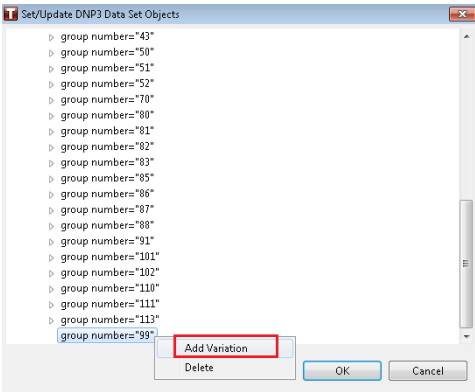 T Set/Update DNP3 Data Set Objects
group number="43"
group number="50"
group number="51"
group number="52"
group number="70"
group number="80"
group number="81"
group number="82"
group number="83"
group number="85"
group number="86"
group number="87"
group number="88"
group number="91"
group number="101"
group number="102"
group number="110"
group number="111"
group number="113"
group number="99"
Add Variation
Delete
OK Cancel